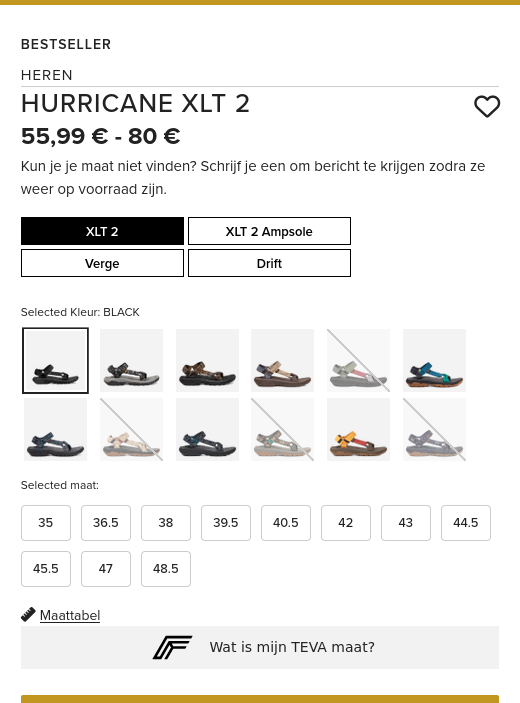 BESTSELLER
HEREN
HURRICANE XLT 2
55,99 € - 80 €
Kun je je maat niet vinden? Schrijf je een om bericht te krijgen zodra ze
weer op voorraad zijn.
XLT 2
XLT 2 Ampsole
Verge
Drift
Selected Kleur: BLACK
Selected maat:
35 36.5 38 39.5 40.5 42 43 44.5
45.5 47 48.5
Maattabel
Wat is mijn TEVA maat?